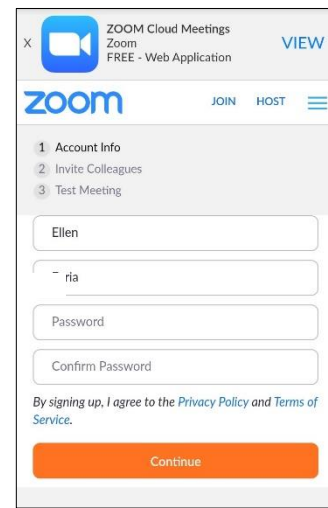 ZOOM Cloud Meetings
X
Zoom
VIEW
FREE - Web Application
zoom JOIN HOST
1 Account Info
2 Invite Colleagues
3 Test Meeting
Ellen
Password
Confirm Password
By signing up, I agree to the Privacy Policy and Terms of
Service.
Continue